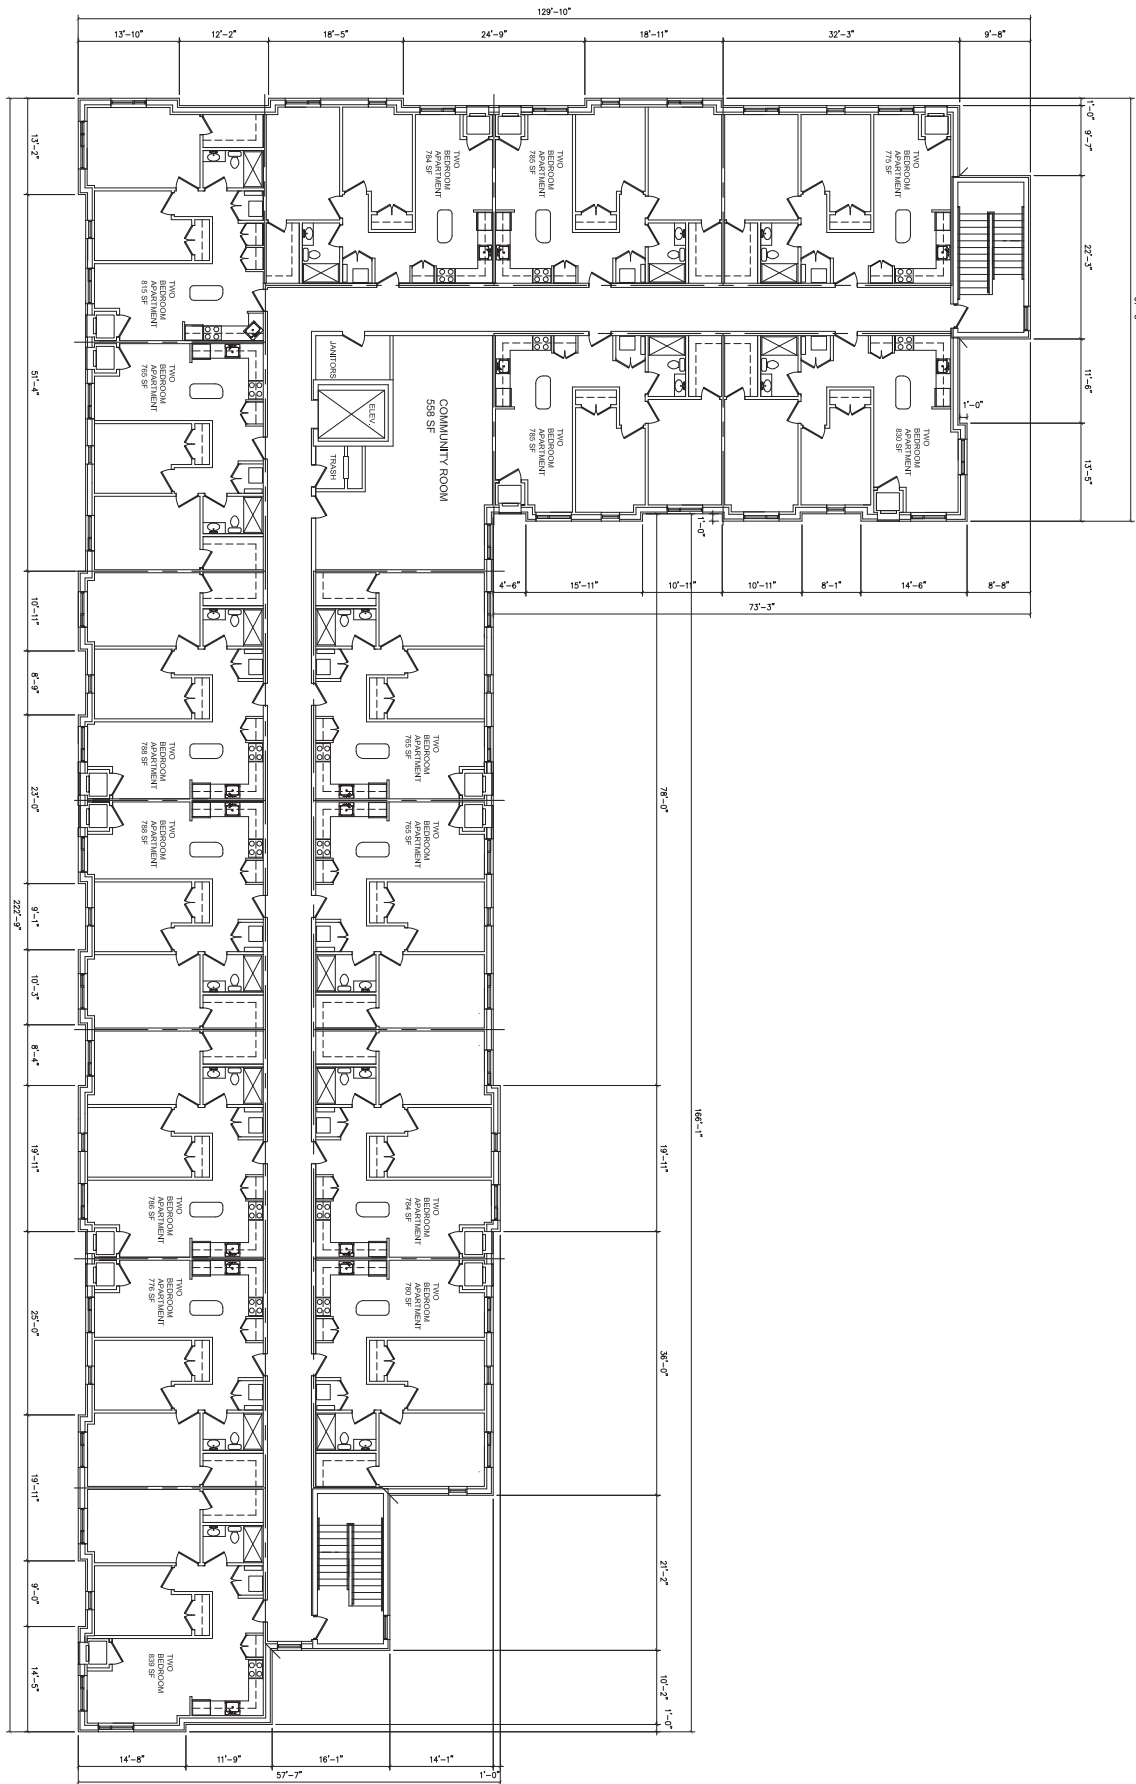 129'-10"
13'-10"
12'-2"
18'-5"
24'-9"
18'-11"
32'-3"
9'-8"
1'-0"
9'-7"
22'-3"
11'-6"
13'-5"
1'-0"
13'-2"
51'-4"
10'-11"
8'-9"
23'-0"
9'-1"
10'-3"
8'-4"
19'-11"
25'-0"
19'-11"
9'-0"
14'-5"
222'-9"
TWO
BEDROOM
APARTMENT
784 SF
TWO
BEDROOM
APARTMENT
785 SF
TWO
BEDROOM
APARTMENT
775 SF
TWO
BEDROOM
APARTMENT
815 SF
TWO
BEDROOM
APARTMENT
765 SF
JANITORS
ELEV.
TRASH
COMMUNITY ROOM
558 SF
TWO
BEDROOM
APARTMENT
785 SF
TWO
BEDROOM
APARTMENT
830 SF
1'-0"
4'-6"
15'-11"
10'-11"
10'-11"
8'-1"
14'-6"
8'-8"
73'-3"
TWO
BEDROOM
APARTMENT
788 SF
TWO
BEDROOM
APARTMENT
765 SF
TWO
BEDROOM
APARTMENT
788 SF
TWO
BEDROOM
APARTMENT
765 SF
78'-0"
166'-1"
19'-11"
36'-0"
21'-2"
10'-2"
1'-0"
TWO
BEDROOM
APARTMENT
786 SF
TWO
BEDROOM
APARTMENT
784 SF
TWO
BEDROOM
APARTMENT
776 SF
TWO
BEDROOM
APARTMENT
780 SF
TWO
BEDROOM
839 SF
14'-8"
11'-9"
16'-1"
14'-1"
57'-7"
1'-0"